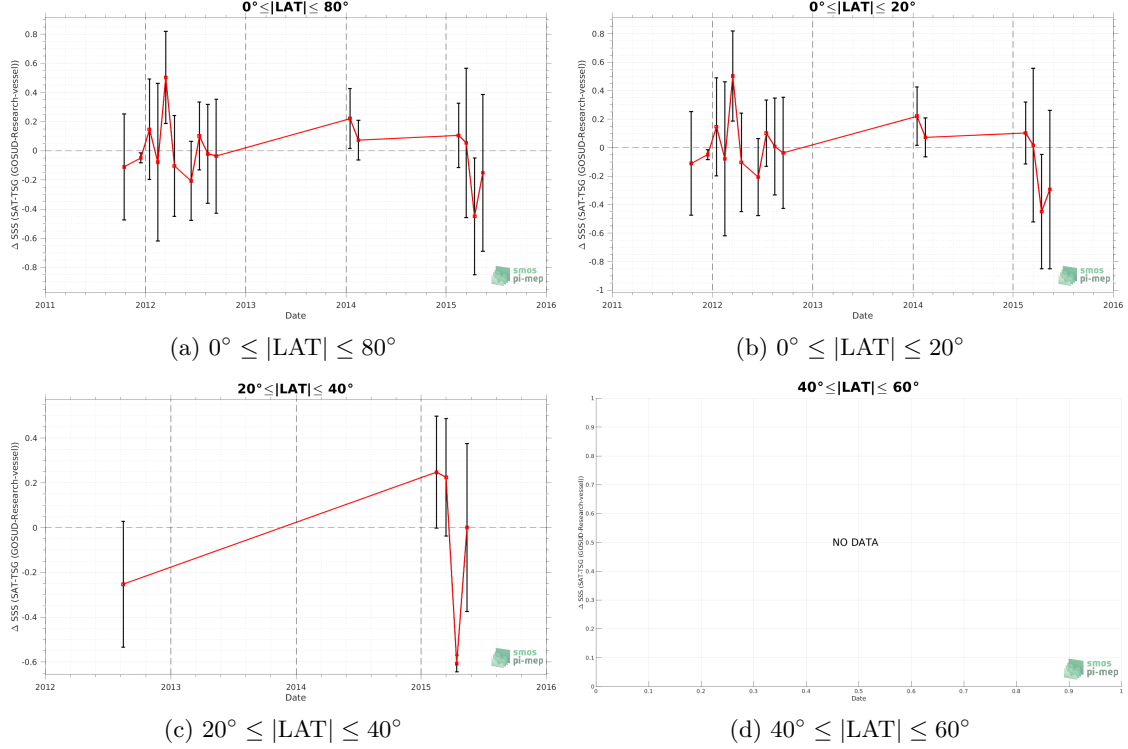 0°≤|LAT|≤ 80°
Δ SSS (SAT-TSG (GOSUD-Research-vessel))
0.8
0.6
0.4
0.2
0
-0.2
-0.4
-0.6
-0.8
2011
2012
2013
2014
2015
2016
Date
smos
pi-mep
(a) 0° ≤ |LAT| ≤ 80°
0°≤|LAT|≤ 20°
Δ SSS (SAT-TSG (GOSUD-Research-vessel))
0.8
0.6
0.4
0.2
0
-0.2
-0.4
-0.6
-0.8
-1
2011
2012
2013
2014
2015
2016
Date
smos
pi-mep
(b) 0° ≤ |LAT| ≤ 20°
20°≤|LAT|≤ 40°
Δ SSS (SAT-TSG (GOSUD-Research-vessel))
0.4
0.2
0
-0.2
-0.4
-0.6
2012
2013
2014
2015
2016
Date
smos
pi-mep
(c) 20° ≤ |LAT| ≤ 40°
40°≤|LAT|≤ 60°
Δ SSS (SAT-TSG (GOSUD-Research-vessel))
1
0.9
0.8
0.7
0.6
0.5
0.4
0.3
0.2
0.1
0
NO DATA
0
0.1
0.2
0.3
0.4
0.5
0.6
0.7
0.8
0.9
1
Date
smos
pi-mep
(d) 40° ≤ |LAT| ≤ 60°